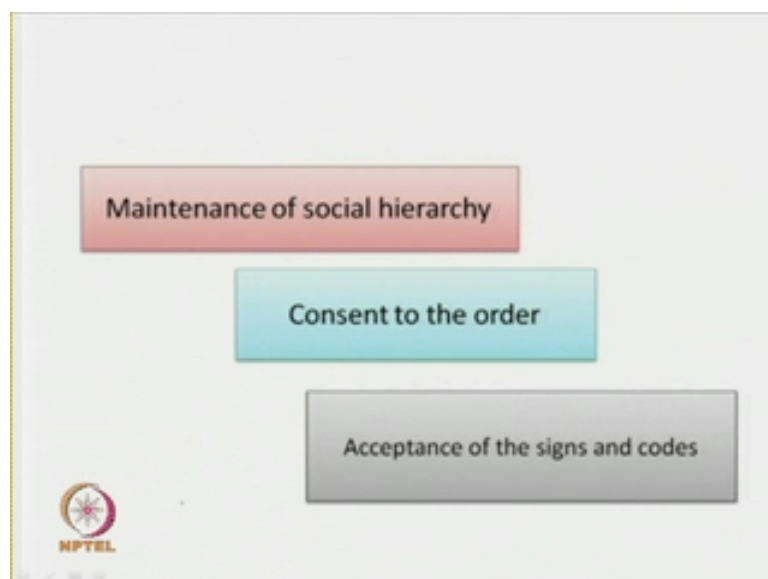 Maintenance of social hierarchy
Consent to the order
Acceptance of the signs and codes
NPTEL